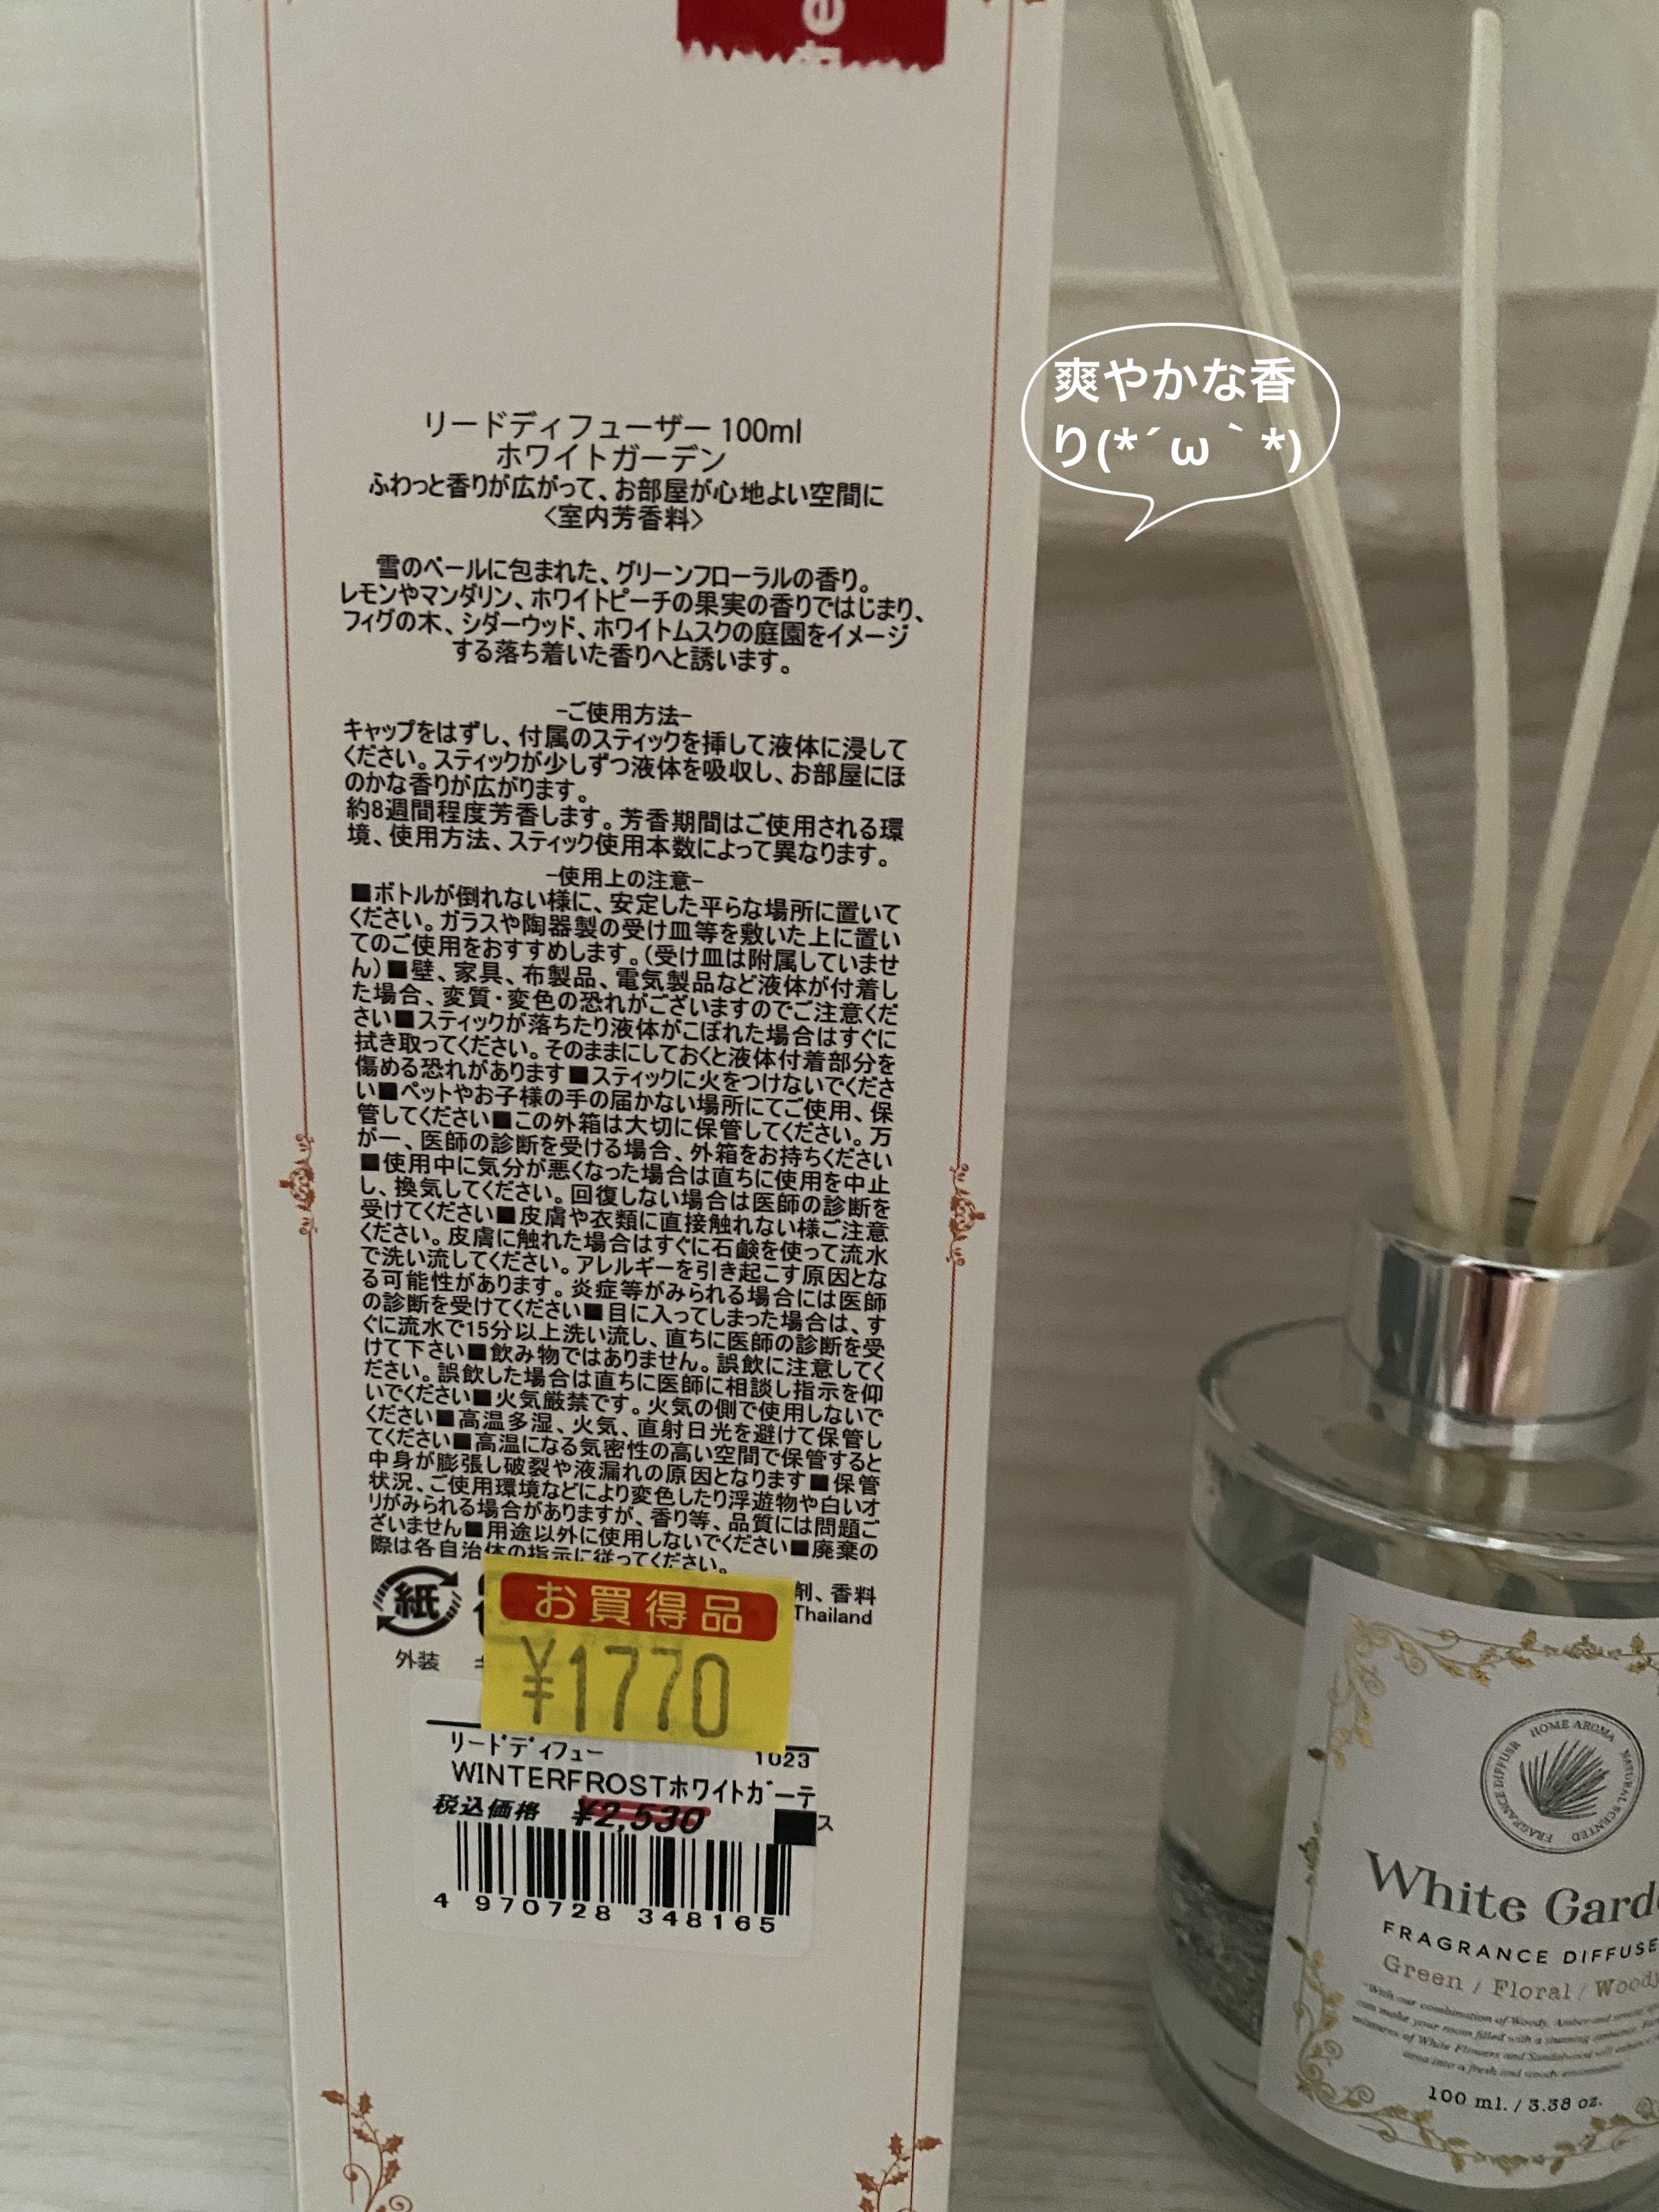 e
爽やかな香
り(*´ω｀*)
リードディフューザー 100ml
ホワイトガーデン
ふわっと香りが広がって、お部屋が心地よい空間に
〈室内芳香料〉
雪のベールに包まれた、グリーンフローラルの香り。
レモンやマンダリン、ホワイトピーチの果実の香りではじまり、
フィグの木、シダーウッド、ホワイトムスクの庭園をイメージ
する落ち着いた香りへと誘います。
-ご使用方法-
キャップをはずし、付属のスティックを挿して液体に浸して
ください。スティックが少しずつ液体を吸収し、お部屋にほ
のかな香りが広がります。
約8週間程度芳香します。芳香期間はご使用される環
境、使用方法、スティック使用本数によって異なります。
-使用上の注意-
■ボトルが倒れない様に、安定した平らな場所に置いて
ください。ガラスや陶器製の受け皿等を敷いた上に置い
てのご使用をおすすめします。(受け皿は附属していませ
ん)■壁、家具、布製品、電気製品など液体が付着し
た場合、変質・変色の恐れがございますのでご注意くだ
さい■スティックが落ちたり液体がこぼれた場合はすぐに
拭き取ってください。そのままにしておくと液体付着部分を
傷める恐れがあります■スティックに火をつけないでくださ
い■ペットやお子様の手の届かない場所にてご使用、保
管してください■この外箱は大切に保管してください。万
が一、医師の診断を受ける場合、外箱をお持ちください
■使用中に気分が悪くなった場合は直ちに使用を中止
し、換気してください。回復しない場合は医師の診断を
受けてください■皮膚や衣類に直接触れない様ご注意
ください。皮膚に触れた場合はすぐに石鹸を使って流水
で洗い流してください。アレルギーを引き起こす原因とな
る可能性があります。炎症等がみられる場合には医師
の診断を受けてください■目に入ってしまった場合は、す
ぐに流水で15分以上洗い流し、直ちに医師の診断を受
けて下さい■飲み物ではありません。誤飲に注意してく
ださい。誤飲した場合は直ちに医師に相談し指示を仰
いでください■火気厳禁です。火気の側で使用しないで
ください■高温多湿、火気、直射日光を避けて保管し
てください■高温になる気密性の高い空間で保管すると
中身が膨張し破裂や液漏れの原因となります■保管
状況、ご使用環境などにより変色したり浮遊物や白いオ
リがみられる場合がありますが、香り等、品質には問題ご
ざいません■用途以外に使用しないでください■廃棄の
際は各自治体の指示に従ってください。
紙
外装
剤、香料
Thailand
お買得品
¥1770
リードディフュー 1023
WINTERFROSTホワイトガーデ
税込価格 ¥2,530
ス
4 970728 348165
HOME AROMA
NATURAL SCENTED
FRAGRANCE DIFFUSR
White Garde
FRAGRANCE DIFFUSE
Green / Floral / Woody
"With our combination of Woody, Amber and
can make your room filled with a stunning
mixtures of White Flowers and Sandalwood will enhance
area into a fresh and woody environment
100 ml. / 3.38 oz.